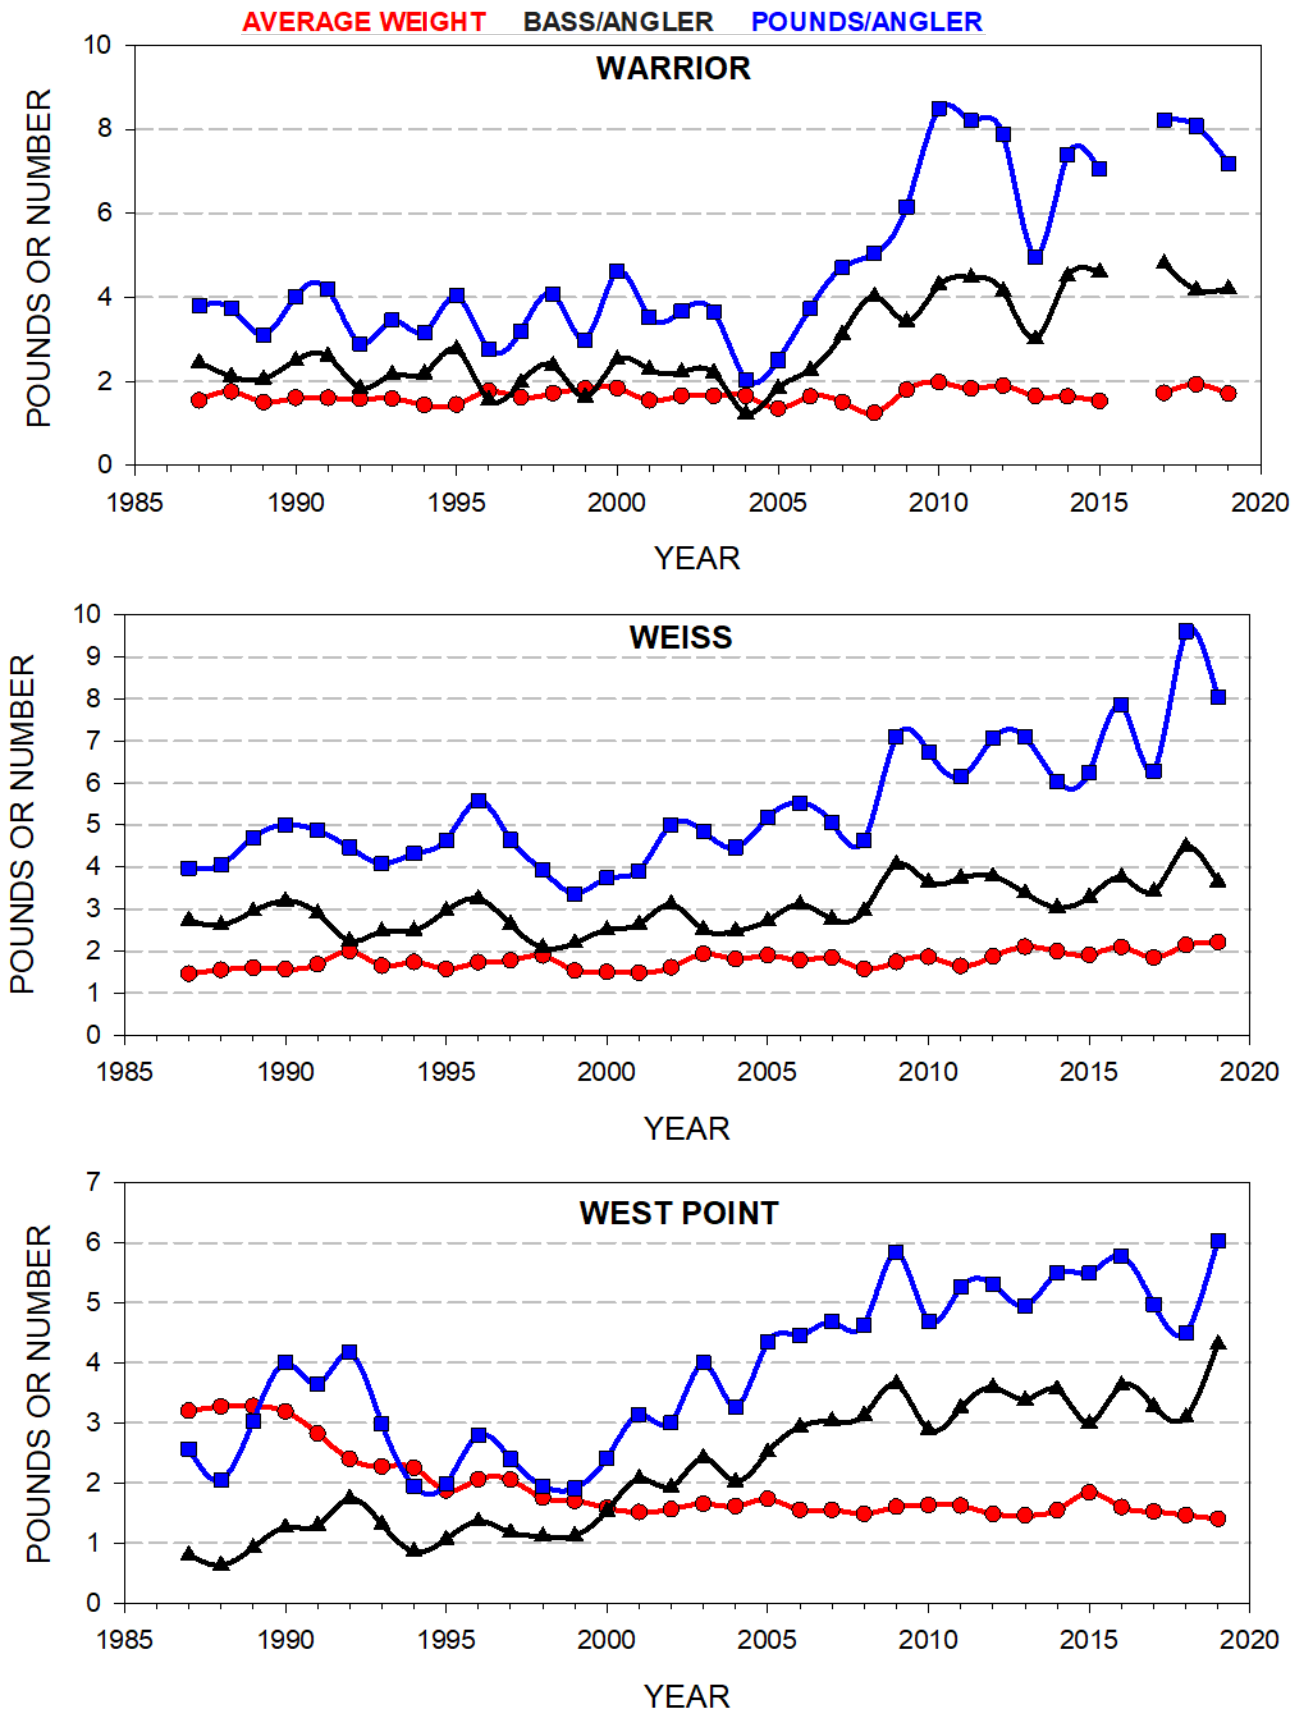 AVERAGE WEIGHT BASS/ANGLER POUNDS/ANGLER
WARRIOR
POUNDS OR NUMBER
10
8
6
4
2
0
1985 1990 1995 2000 2005 2010 2015 2020
YEAR
WEISS
POUNDS OR NUMBER
10
9
8
7
6
5
4
3
2
1
0
1985 1990 1995 2000 2005 2010 2015 2020
YEAR
WEST POINT
POUNDS OR NUMBER
7
6
5
4
3
2
1
0
1985 1990 1995 2000 2005 2010 2015 2020
YEAR